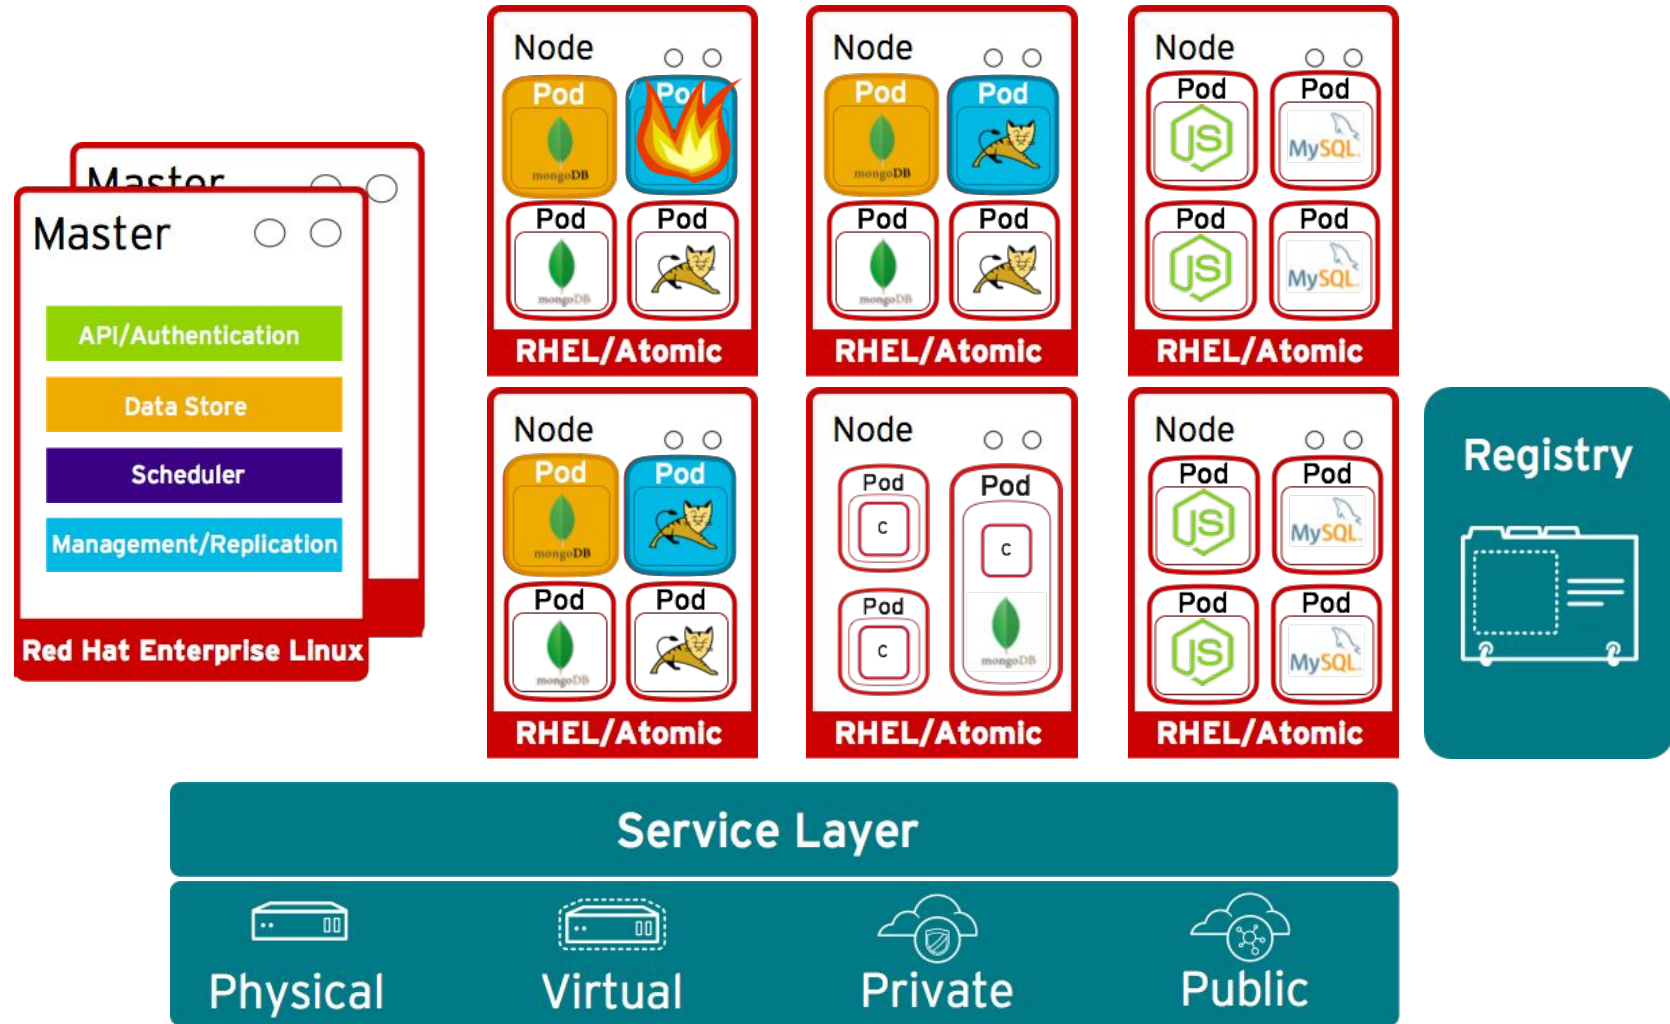 Master
Master
API/Authentication
Data Store
Scheduler
Management/Replication
Red Hat Enterprise Linux
Node
Pod
mongoDB
Pod
Pod
mongoDB
Pod
RHEL/Atomic
Node
Pod
mongoDB
Pod
Pod
mongoDB
Pod
RHEL/Atomic
Node
Pod
JS
Pod
MySQL
Pod
JS
Pod
MySQL
RHEL/Atomic
Node
Pod
mongoDB
Pod
Pod
mongoDB
Pod
RHEL/Atomic
Node
Pod
C
Pod
C
Pod
C
mongoDB
RHEL/Atomic
Node
Pod
JS
Pod
MySQL
Pod
JS
Pod
MySQL
RHEL/Atomic
Registry
Service Layer
Physical
Virtual
Private
Public